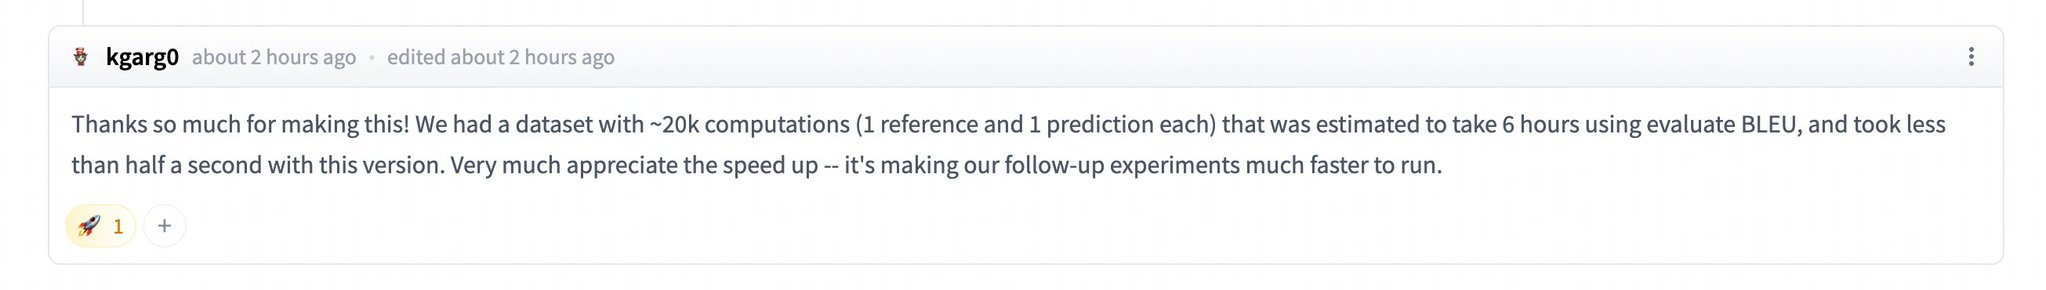 kgarg0 about 2 hours ago • edited about 2 hours ago
Thanks so much for making this! We had a dataset with ~20k computations (1 reference and 1 prediction each) that was estimated to take 6 hours using evaluate BLEU, and took less
than half a second with this version. Very much appreciate the speed up -- it's making our follow-up experiments much faster to run.
🚀 1 +